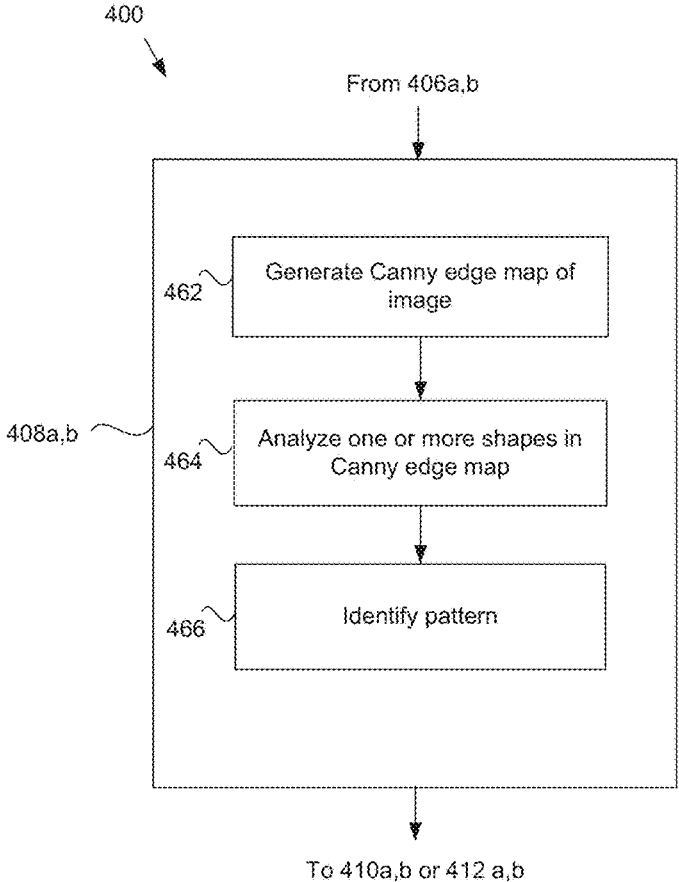 400
From 406a,b
462
Generate Canny edge map of
image
408a,b
464
Analyze one or more shapes in
Canny edge map
466
Identify pattern
To 410a,b or 412 a,b